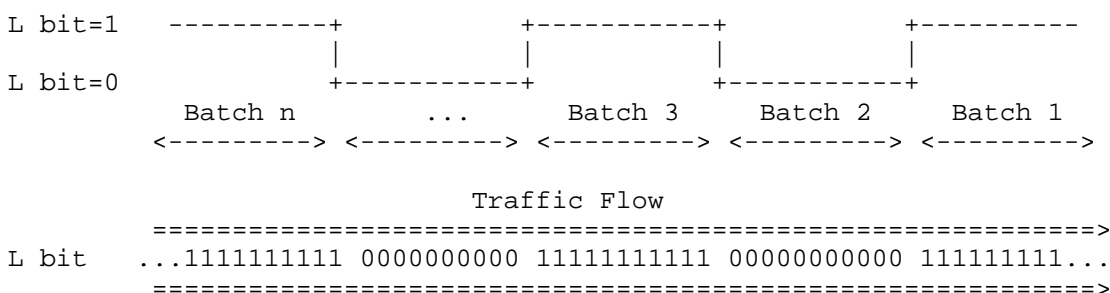 L bit=1   ----------+           +-----------+           +----------
                    |           |           |           |
L bit=0             +-----------+           +-----------+
           Batch n        ...      Batch 3     Batch 2     Batch 1
         <---------> <---------> <---------> <---------> <--------->
                             Traffic Flow
         ===========================================================>
L bit   ...1111111111 0000000000 11111111111 00000000000 111111111...
         ===========================================================>